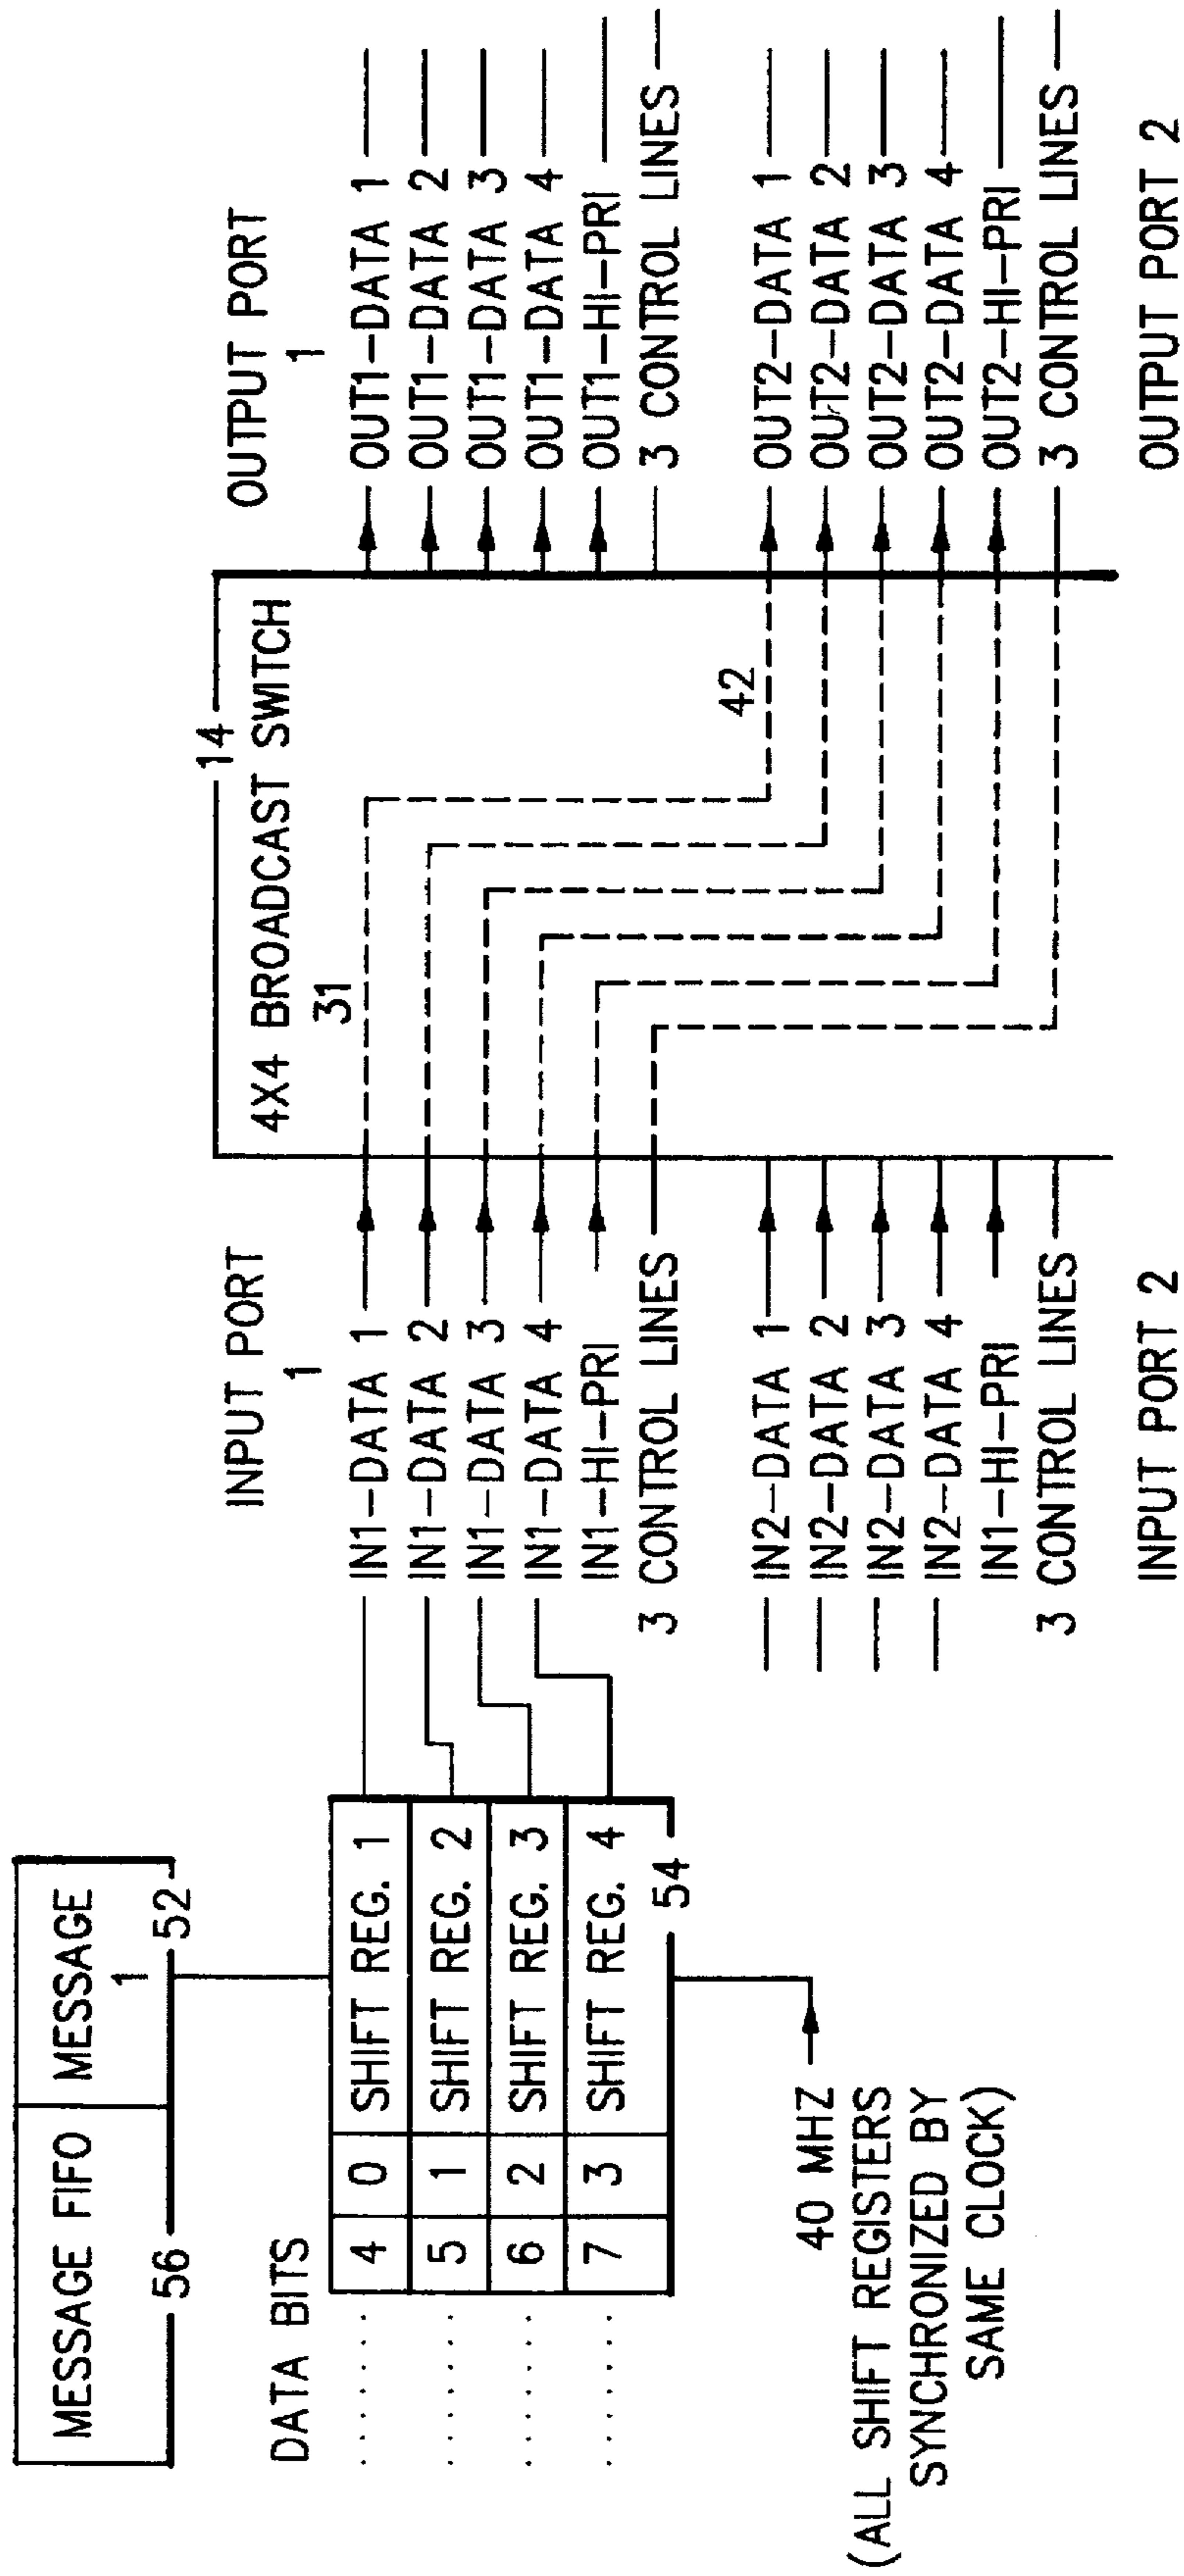 MESSAGE FIFO
MESSAGE
1
56
52
DATA BITS
4 0 SHIFT REG. 1
5 1 SHIFT REG. 2
6 2 SHIFT REG. 3
7 3 SHIFT REG. 4
54
40 MHZ
(ALL SHIFT REGISTERS
SYNCHRONIZED BY
SAME CLOCK)
INPUT PORT
1
IN1-DATA 1
IN1-DATA 2
IN1-DATA 3
IN1-DATA 4
IN1-HI-PRI
3 CONTROL LINES
IN2-DATA 1
IN2-DATA 2
IN2-DATA 3
IN2-DATA 4
IN1-HI-PRI
3 CONTROL LINES
INPUT PORT 2
14
4X4 BROADCAST SWITCH
31
42
OUTPUT PORT
1
OUT1-DATA 1
OUT1-DATA 2
OUT1-DATA 3
OUT1-DATA 4
OUT1-HI-PRI
3 CONTROL LINES
OUT2-DATA 1
OUT2-DATA 2
OUT2-DATA 3
OUT2-DATA 4
OUT2-HI-PRI
3 CONTROL LINES
OUTPUT PORT 2